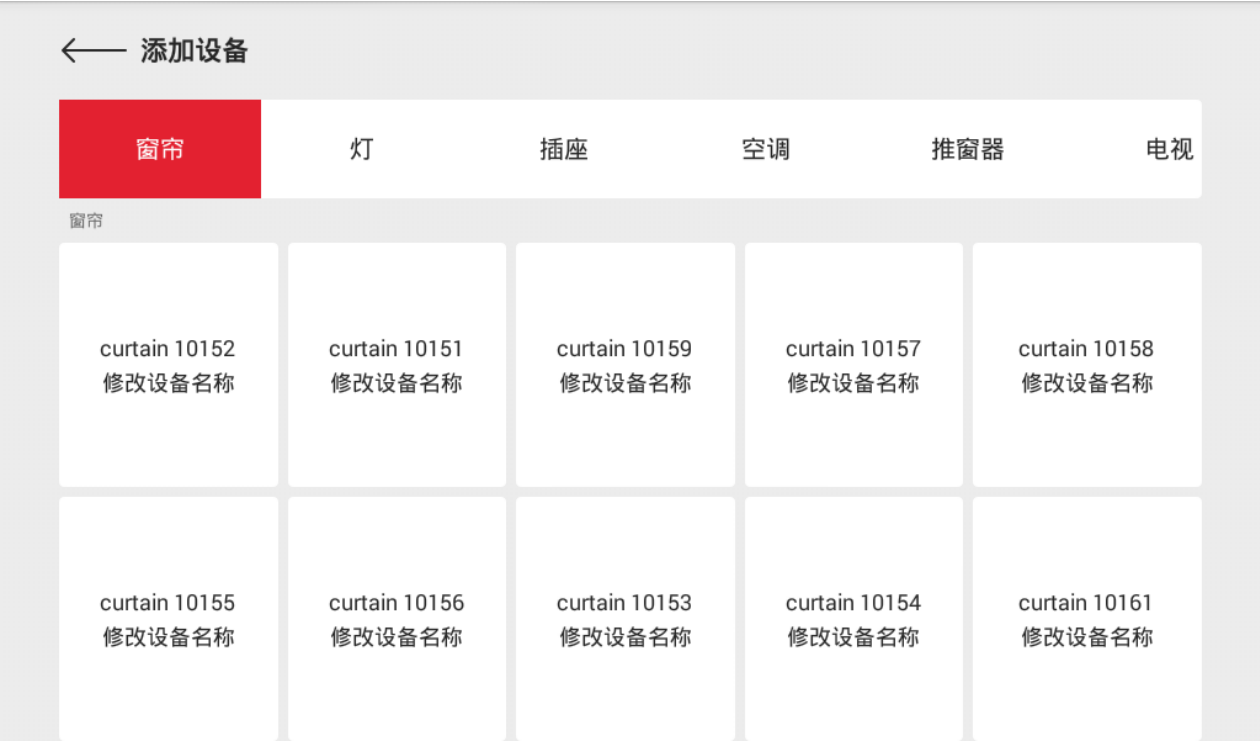 添加设备
窗帘 灯 插座 空调 推窗器 电视
窗帘
curtain 10152 curtain 10151 curtain 10159 curtain 10157 curtain 10158
修改设备名称 修改设备名称 修改设备名称 修改设备名称 修改设备名称
curtain 10155 curtain 10156 curtain 10153 curtain 10154 curtain 10161
修改设备名称 修改设备名称 修改设备名称 修改设备名称 修改设备名称